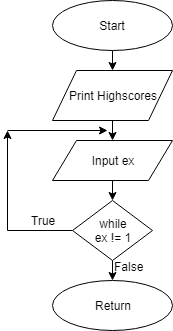 Start
Print Highscores
Input ex
True
while
ex != 1
False
Return